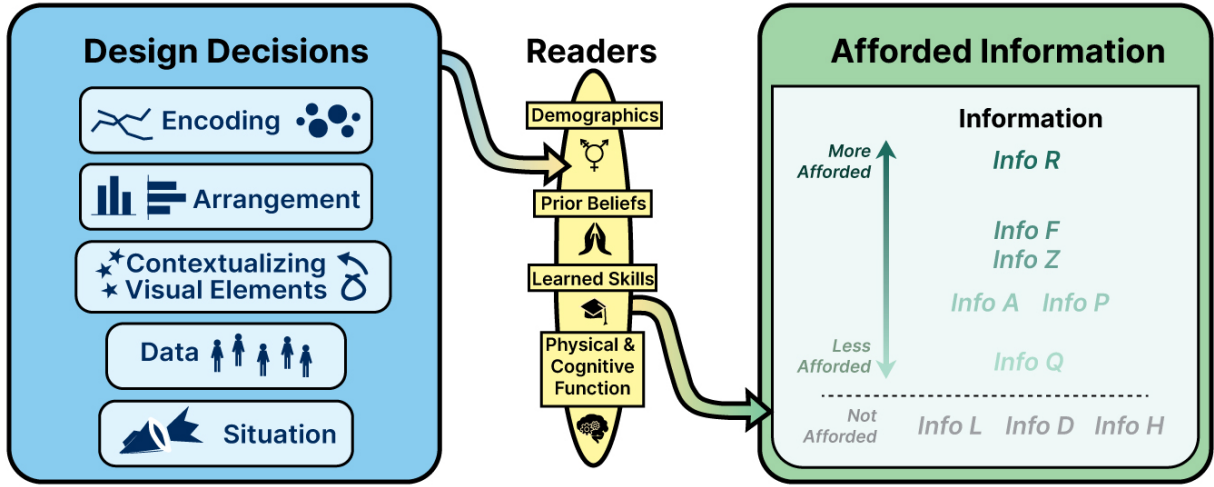 Design Decisions
Encoding
Arrangement
Contextualizing
Visual Elements
Data
Situation
Readers
Demographics
Prior Beliefs
Learned Skills
Physical &
Cognitive
Function
Afforded Information
Information
More
Afforded
Info R
Info F
Info Z
Info A Info P
Less
Afforded
Info Q
Not
Afforded
Info L Info D Info H